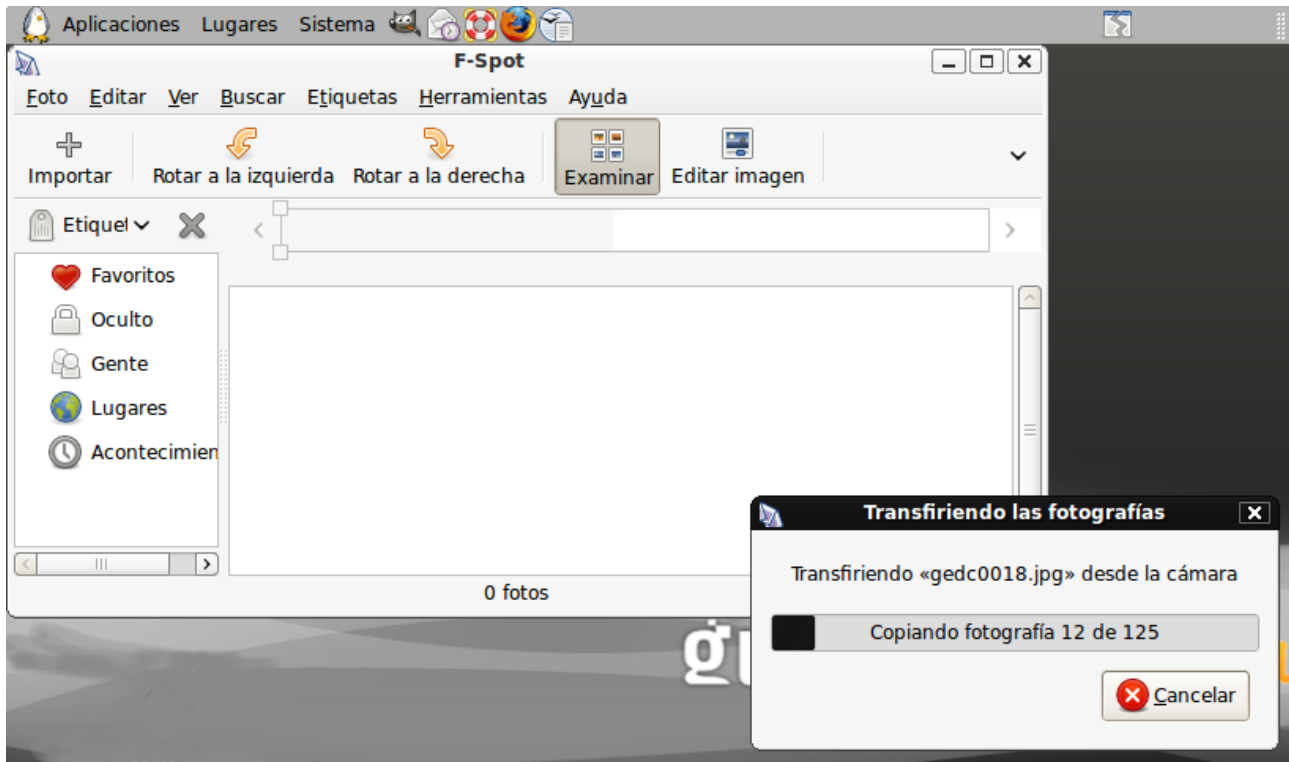 Aplicaciones Lugares Sistema
F-Spot
Foto Editar Ver Buscar Etiquetas Herramientas Ayuda
Importar Rotar a la izquierda Rotar a la derecha Examinar Editar imagen
Etiquet
Favoritos
Oculto
Gente
Lugares
Acontecimien
0 fotos
Transfiriendo las fotografías
Transfiriendo «gedc0018.jpg» desde la cámara
Copiando fotografía 12 de 125
Cancelar